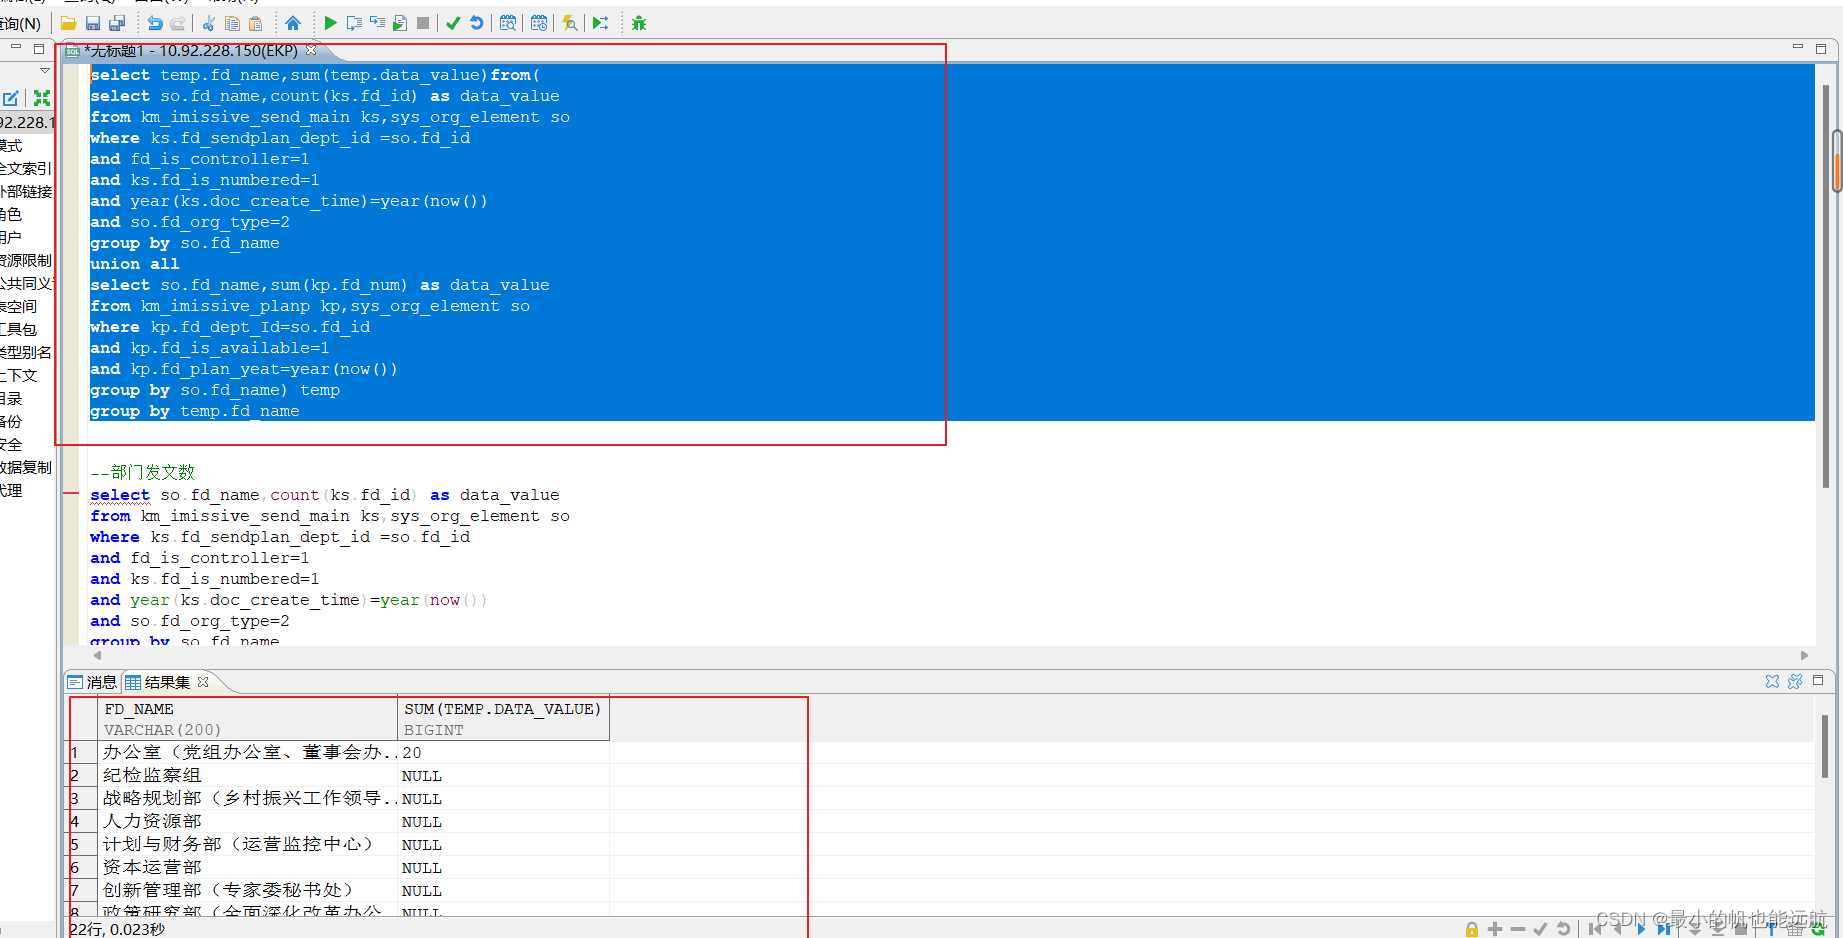 查询(N)
*无标题1 - 10.92.228.150(EKP)
select temp.fd_name,sum(temp.data_value)from(
select so.fd_name,count(ks.fd_id) as data_value
from km_imissive_send_main ks,sys_org_element so
where ks.fd_sendplan_dept_id =so.fd_id
and fd_is_controller=1
and ks.fd_is_numbered=1
and year(ks.doc_create_time)=year(now())
and so.fd_org_type=2
group by so.fd_name
union all
select so.fd_name,sum(kp.fd_num) as data_value
from km_imissive_planp kp,sys_org_element so
where kp.fd_dept_Id=so.fd_id
and kp.fd_is_available=1
and kp.fd_plan_yeat=year(now())
group by so.fd_name) temp
group by temp.fd_name
--部门发文数
select so.fd_name,count(ks.fd_id) as data_value
from km_imissive_send_main ks,sys_org_element so
where ks.fd_sendplan_dept_id =so.fd_id
and fd_is_controller=1
and ks.fd_is_numbered=1
and year(ks.doc_create_time)=year(now())
and so.fd_org_type=2
group by so.fd_name
92.228.1
模式
全文索引
外部链接
角色
用户
资源限制
公共同义
表空间
工具包
类型别名
上下文
目录
备份
安全
数据复制
代理
消息 结果集
FD_NAME SUM(TEMP.DATA_VALUE)
VARCHAR(200) BIGINT
1 办公室（党组办公室、董事会办.. 20
2 纪检监察组 NULL
3 战略规划部（乡村振兴工作领导.. NULL
4 人力资源部 NULL
5 计划与财务部（运营监控中心） NULL
6 资本运营部 NULL
7 创新管理部（专家委秘书处） NULL
8 政策研究部（全面深化改革办公 NULL
22行, 0.023秒
CSDN @最小的帆也能远航